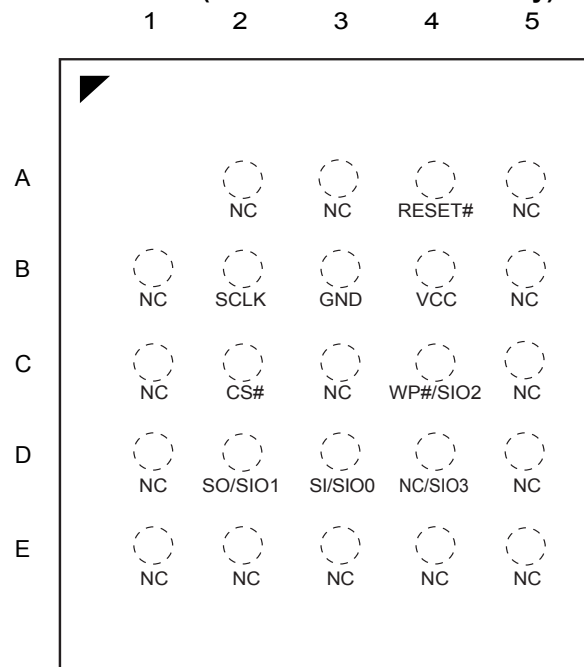 1 2 3 4 5
A
NC NC RESET# NC
B
NC SCLK GND VCC NC
C
NC CS# NC WP#/SIO2 NC
D
NC SO/SIO1 SI/SIO0 NC/SIO3 NC
E
NC NC NC NC NC